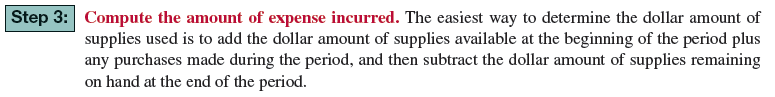 Step 3: Compute the amount of expense incurred. The easiest way to determine the dollar amount of
supplies used is to add the dollar amount of supplies available at the beginning of the period plus
any purchases made during the period, and then subtract the dollar amount of supplies remaining
on hand at the end of the period.